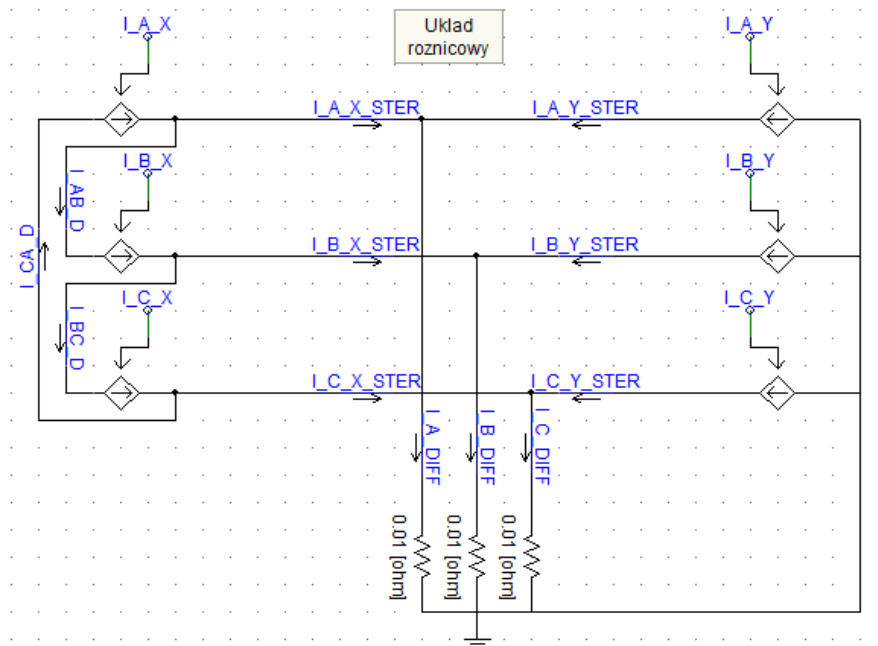 I_A_X
Uklad
roznicowy
I_A_Y
I_A_X_STER
I_A_Y_STER
I_B_X
I_B_Y
I_AB_D
I_CA_D
I_B_X_STER
I_B_Y_STER
I_C_X
I_C_Y
I_BC_D
I_C_X_STER
I_C_Y_STER
I_A_DIFF
I_B_DIFF
I_C_DIFF
0.01 [ohm]
0.01 [ohm]
0.01 [ohm]